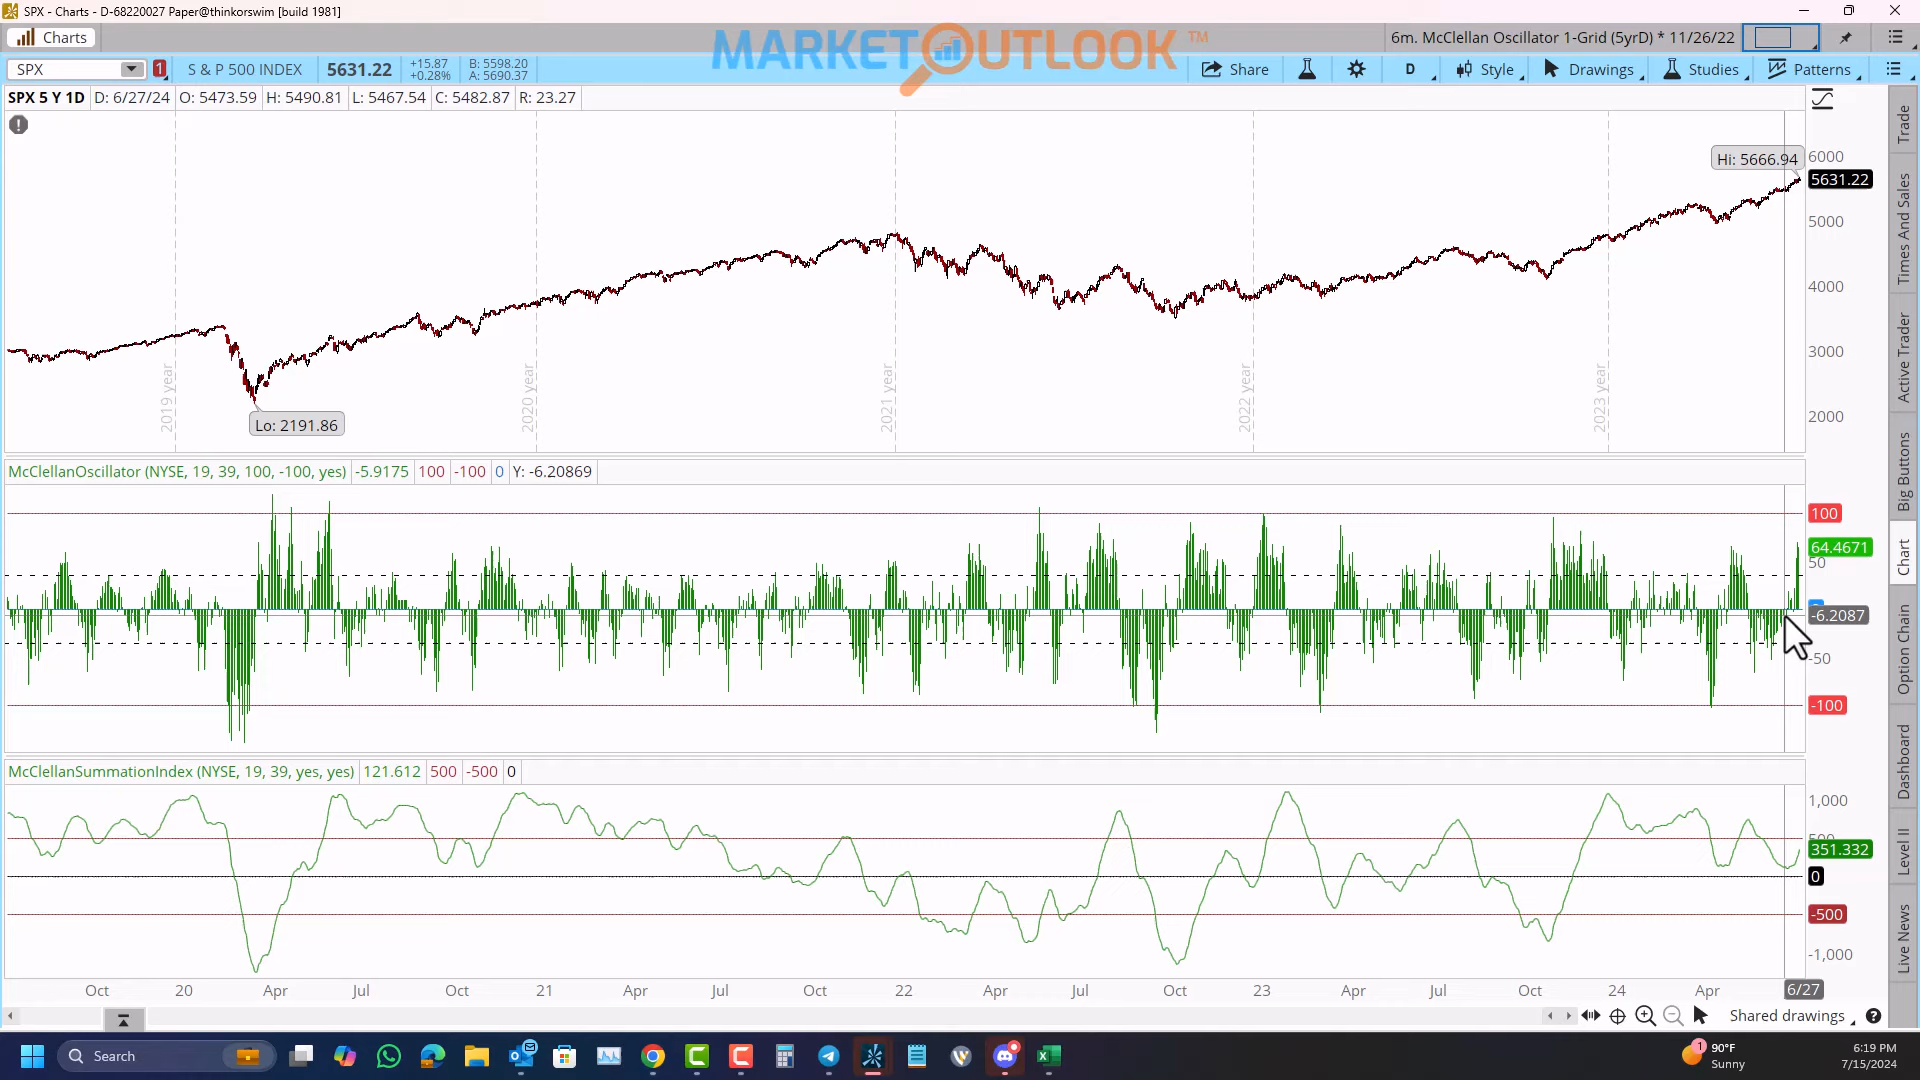 SPX - Charts - D-68220027 Paper@thinkorswim [build 1981]
Charts
MARKET OUTLOOK TM
6m. McClellan Oscillator 1-Grid (5yrD) * 11/26/22
SPX
1
S & P 500 INDEX
5631.22
+15.87
+0.28%
B: 5598.20
A: 5690.37
Share
D
Style
Drawings
Studies
Patterns
SPX 5 Y 1D D: 6/27/24 O: 5473.59 H: 5490.81 L: 5467.54 C: 5482.87 R: 23.27
Hi: 5666.94
6000
5631.22
5000
4000
3000
2000
Lo: 2191.86
2019 year
2020 year
2021 year
2022 year
2023 year
McClellanOscillator (NYSE, 19, 39, 100, -100, yes) -5.9175 100 -100 0 Y: -6.20869
100
64.4671
50
-6.2087
-50
-100
McClellanSummationIndex (NYSE, 19, 39, yes, yes) 121.612 500 -500 0
1,000
500
351.332
0
-500
-1,000
Oct 20 Apr Jul Oct 21 Apr Jul Oct 22 Apr Jul Oct 23 Apr Jul Oct 24 Apr 6/27
Shared drawings
Trade
Times And Sales
Active Trader
Big Buttons
Chart
Option Chain
Dashboard
Level II
Live News
Search
1
90°F
Sunny
6:19 PM
7/15/2024